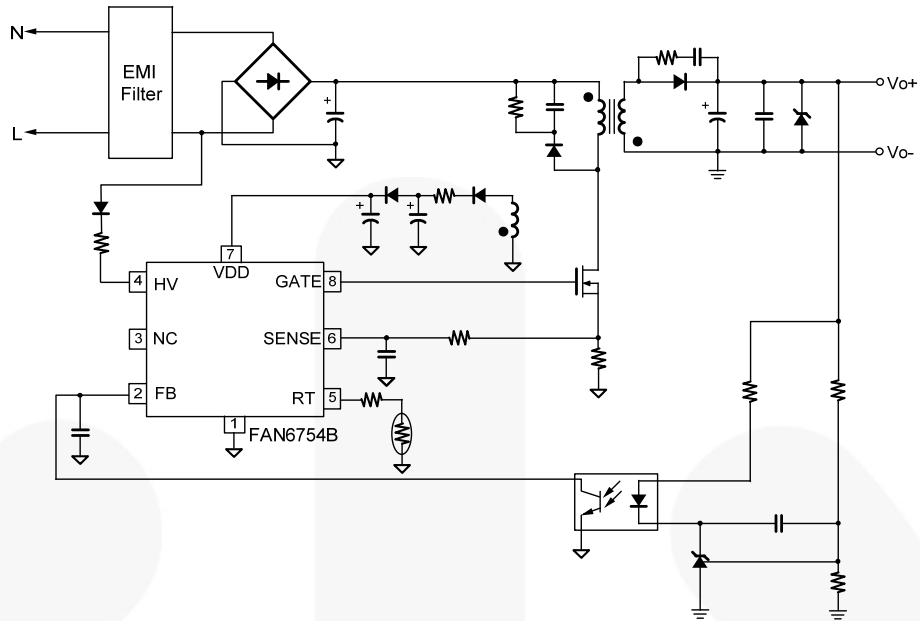 N
EMI
Filter
L
+
+
Vo+
Vo-
+
+
7
VDD
4 HV
GATE 8
3 NC
SENSE 6
2 FB
RT 5
1
FAN6754B